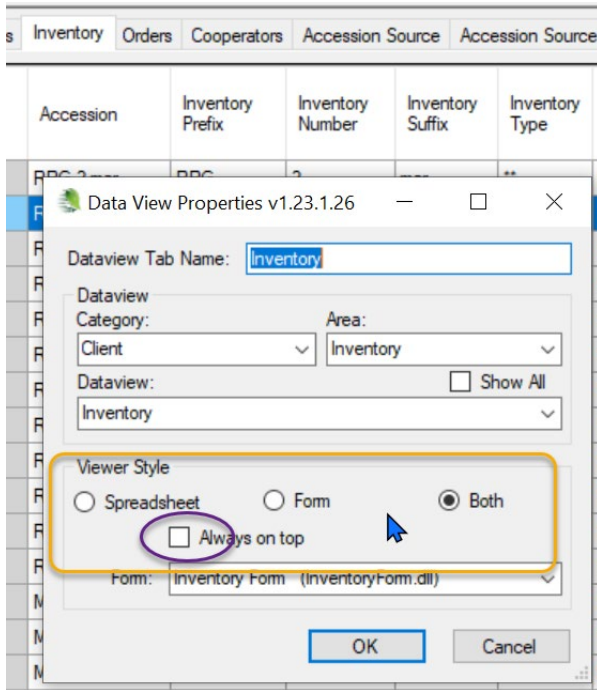 s Inventory Orders Cooperators Accession Source Accession Source
Accession Inventory Prefix Inventory Number Inventory Suffix Inventory Type
Data View Properties v1.23.1.26
Dataview Tab Name: Inventory
Dataview
Category: Area:
Client Inventory
Dataview: Show All
Inventory
Viewer Style
Spreadsheet Form Both
Always on top
Form: Inventory Form (InventoryForm.dll)
OK Cancel